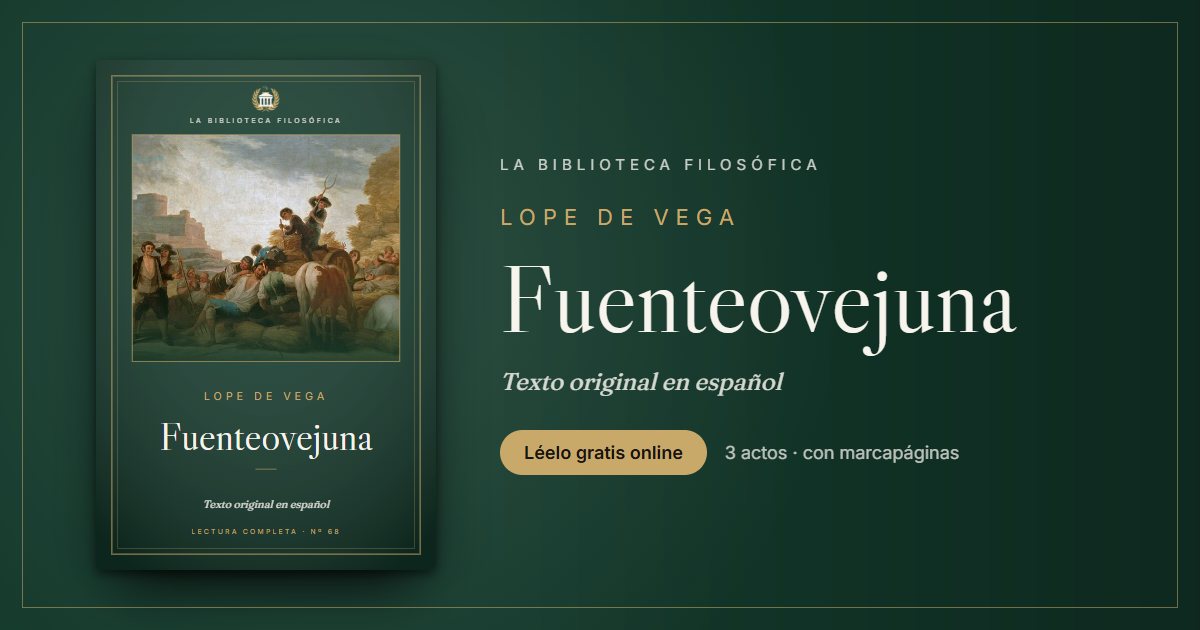 LA BIBLIOTECA FILOSÓFICA
LOPE DE VEGA
Fuenteovejuna
Texto original en español
LECTURA COMPLETA · Nº 68
LA BIBLIOTECA FILOSÓFICA
LOPE DE VEGA
Fuenteovejuna
Texto original en español
Léelo gratis online
3 actos · con marcapáginas